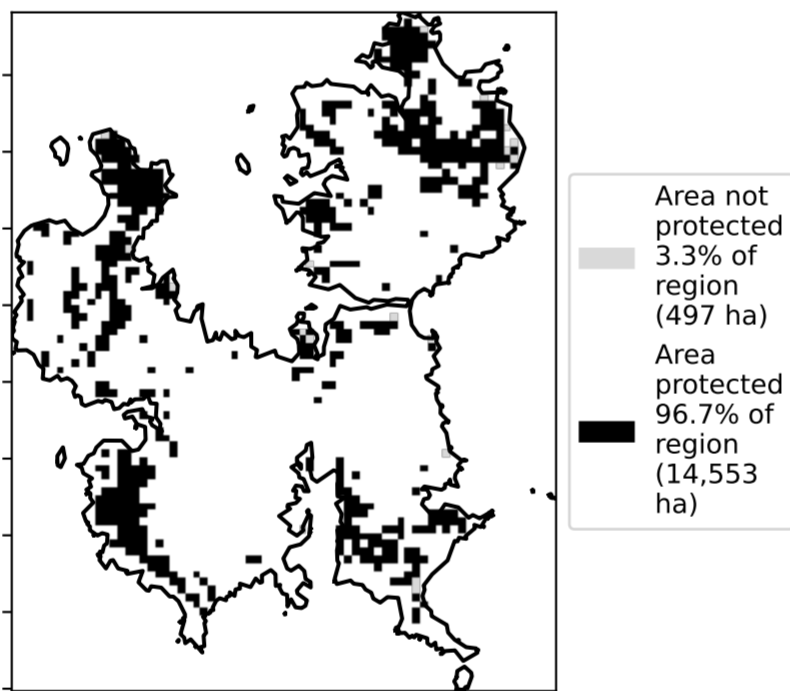 Area not
protected
3.3% of
region
(497 ha)
Area
protected
96.7% of
region
(14,553
ha)